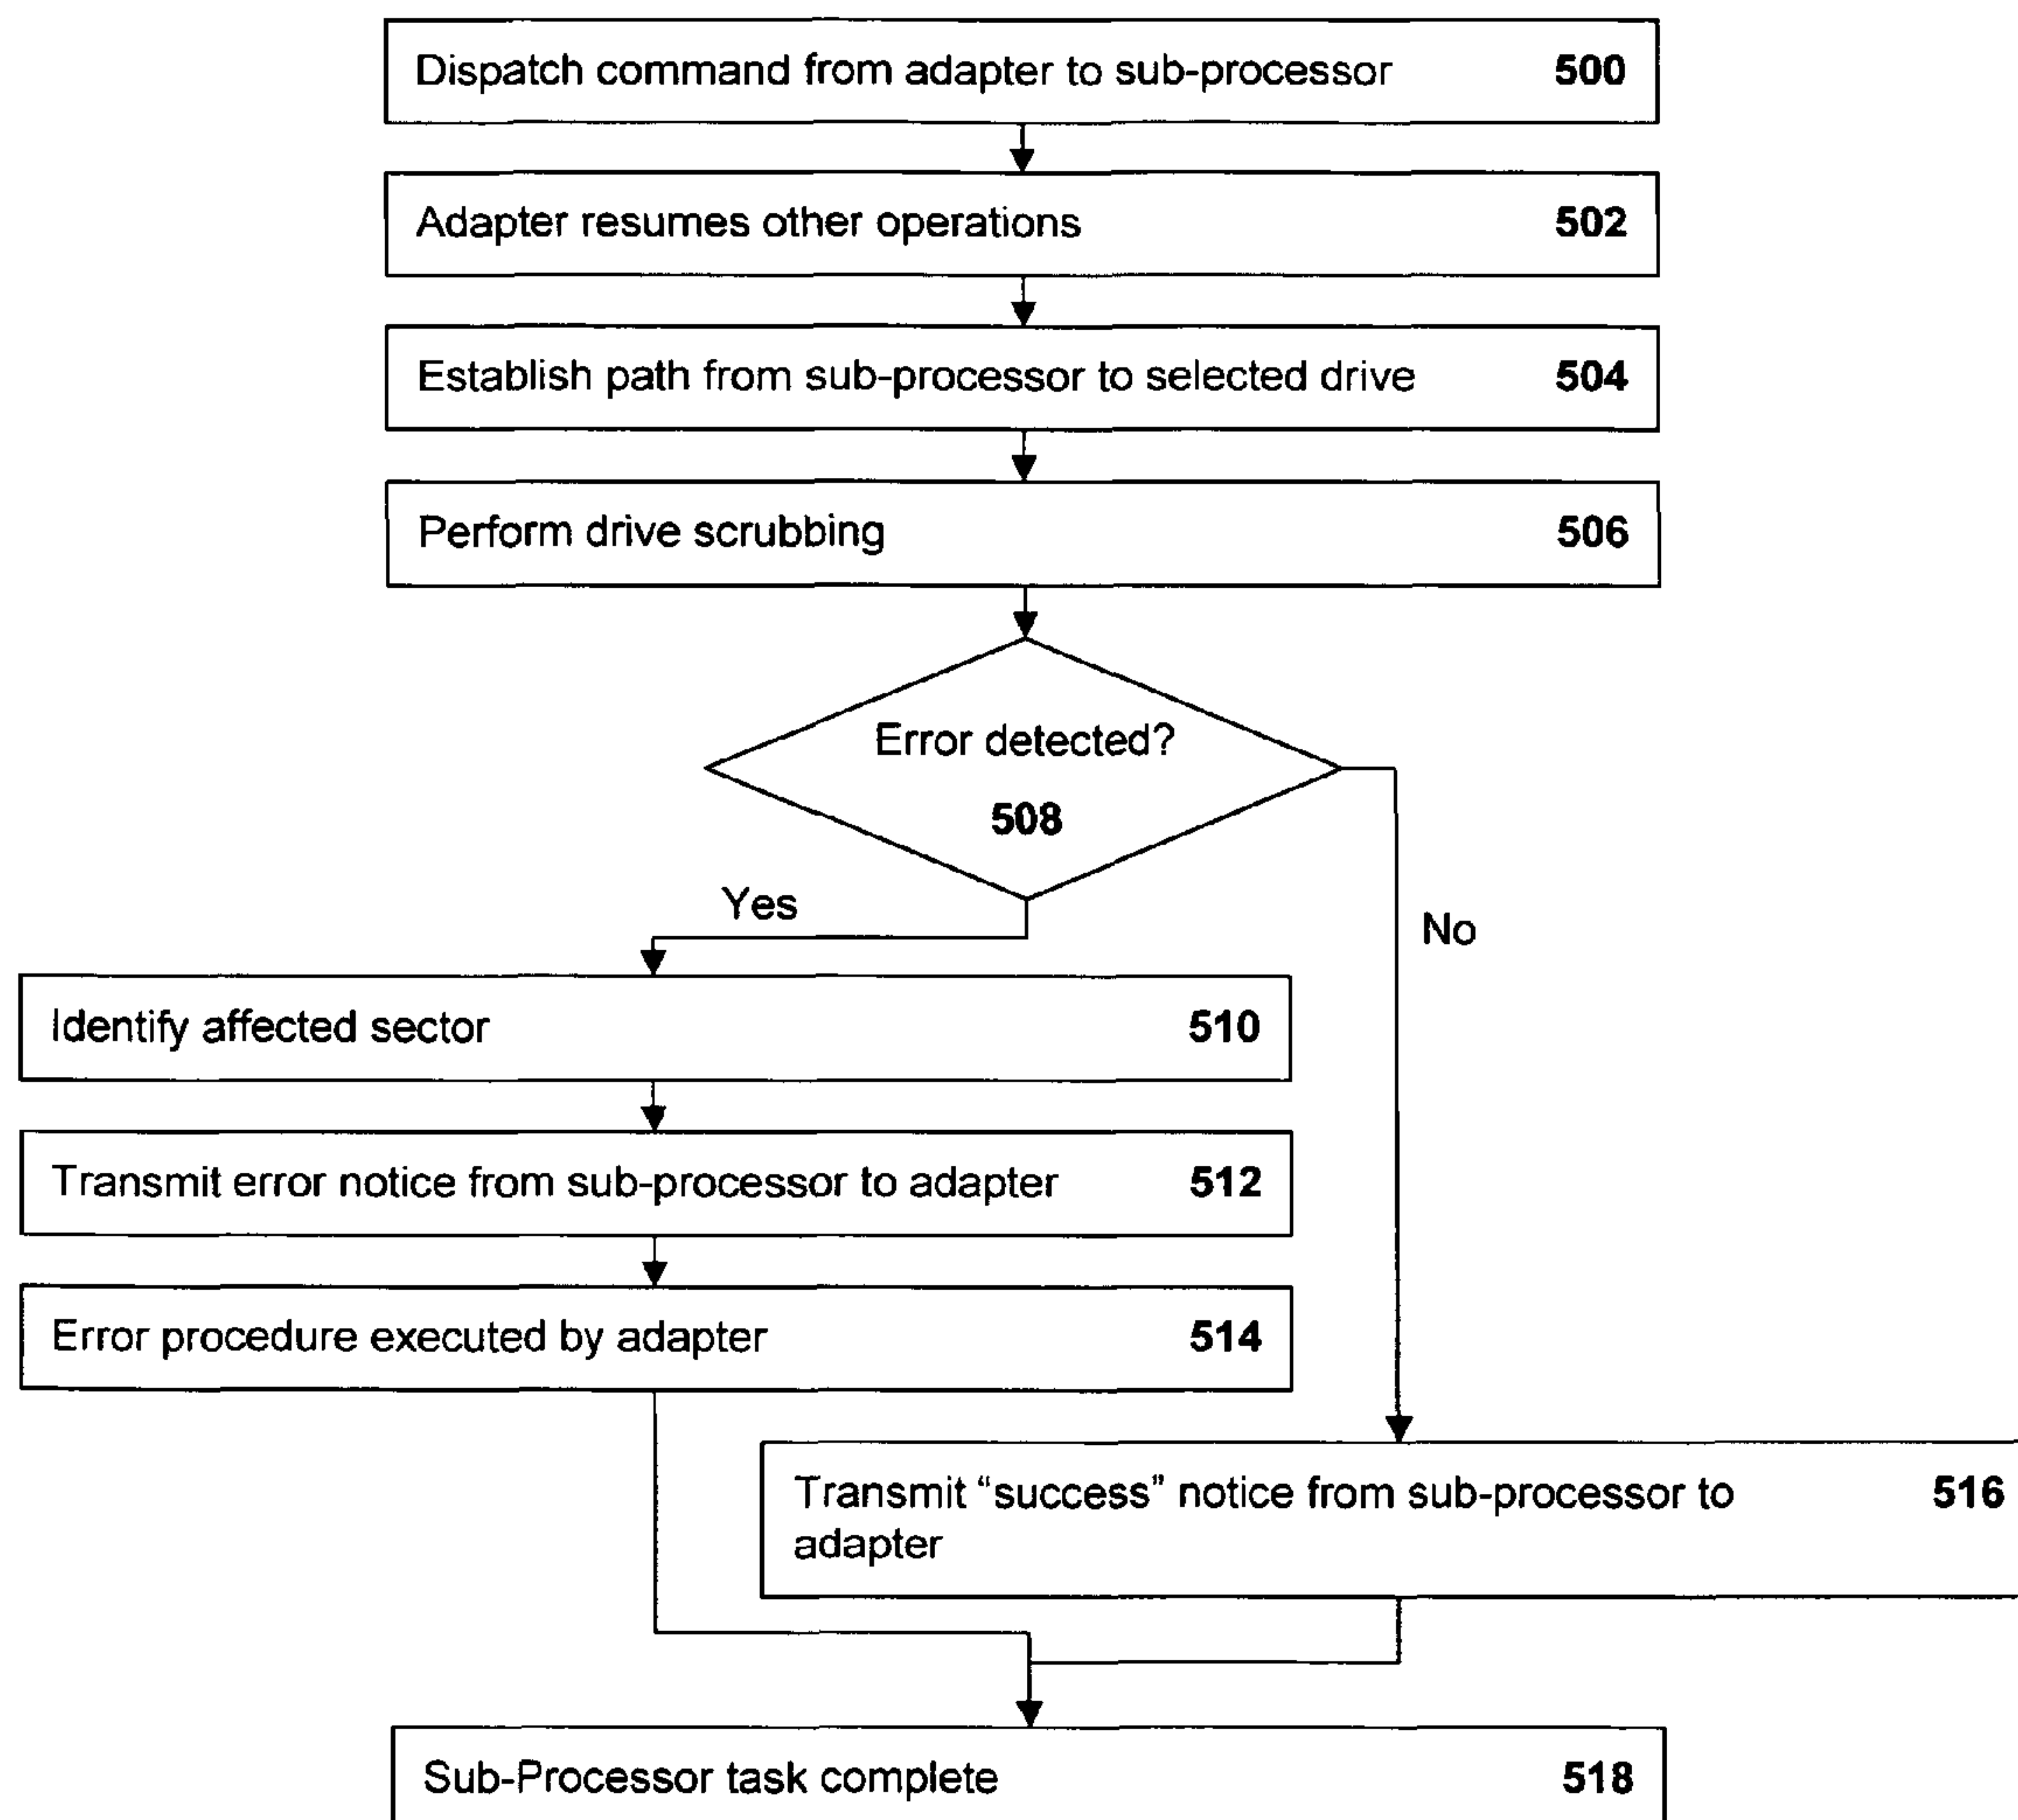 Dispatch command from adapter to sub-processor 500
Adapter resumes other operations 502
Establish path from sub-processor to selected drive 504
Perform drive scrubbing 506
Error detected?
508
Yes
No
Identify affected sector 510
Transmit error notice from sub-processor to adapter 512
Error procedure executed by adapter 514
Transmit “success” notice from sub-processor to 516
adapter
Sub-Processor task complete 518